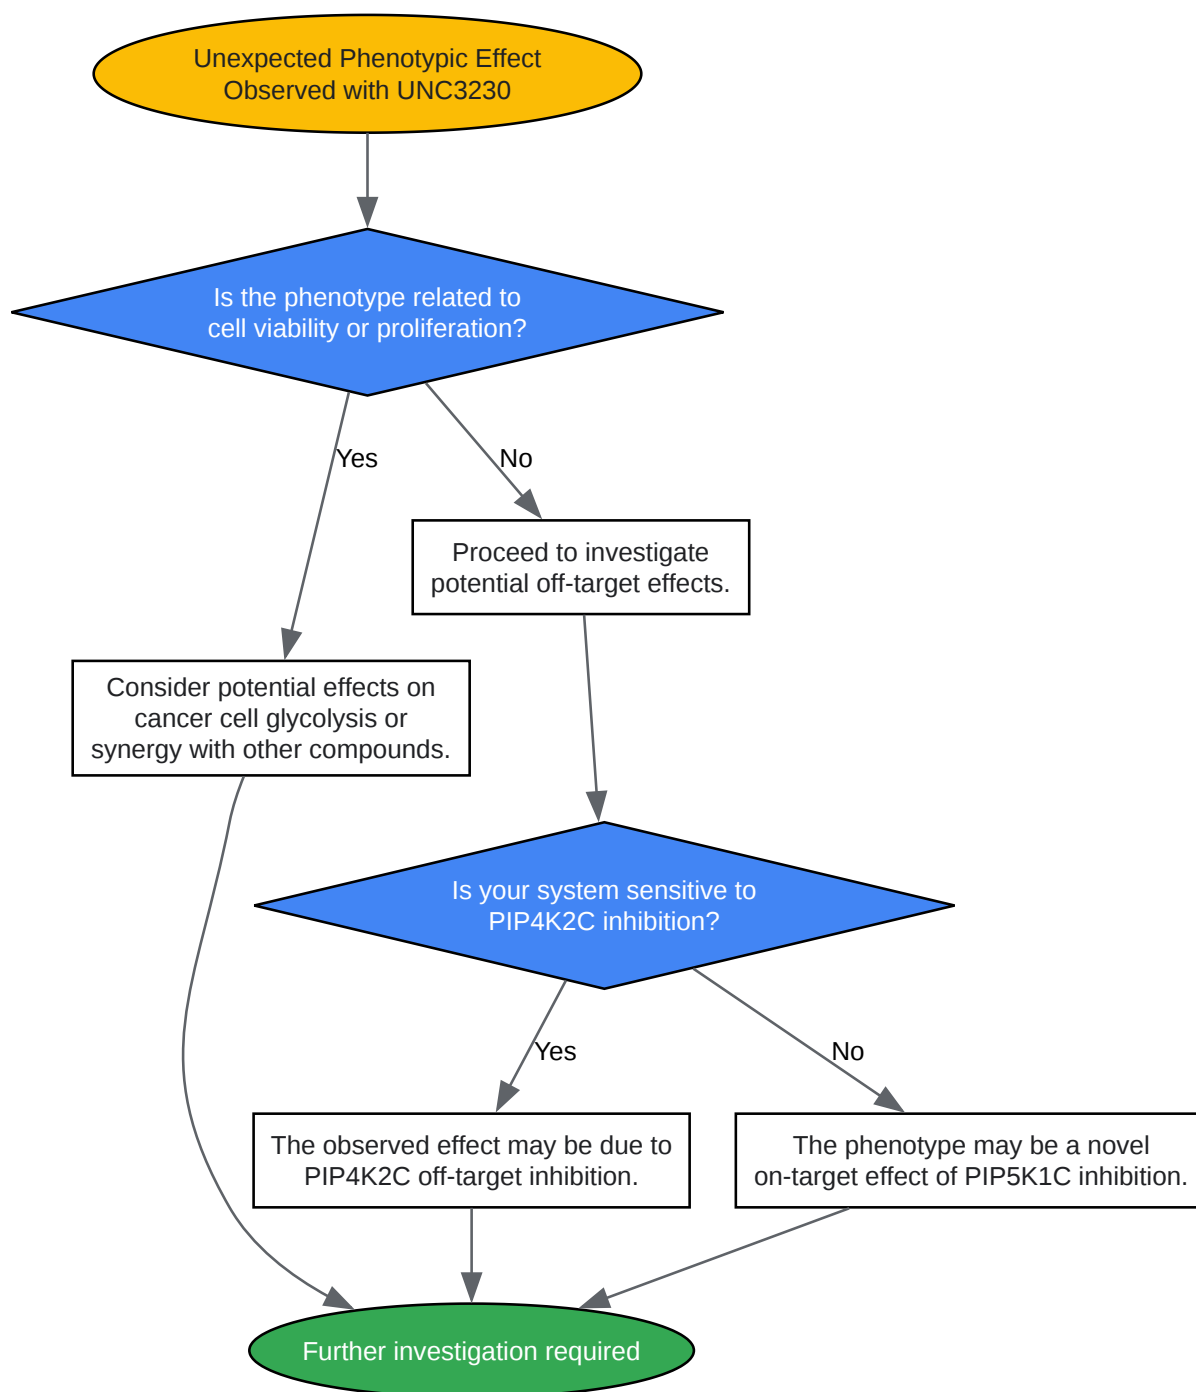 Unexpected Phenotypic Effect
Observed with UNC3230
Is the phenotype related to
cell viability or proliferation?
Yes
No
Proceed to investigate
potential off-target effects.
Consider potential effects on
cancer cell glycolysis or
synergy with other compounds.
Is your system sensitive to
PIP4K2C inhibition?
Yes
No
The observed effect may be due to
PIP4K2C off-target inhibition.
The phenotype may be a novel
on-target effect of PIP5K1C inhibition.
Further investigation required